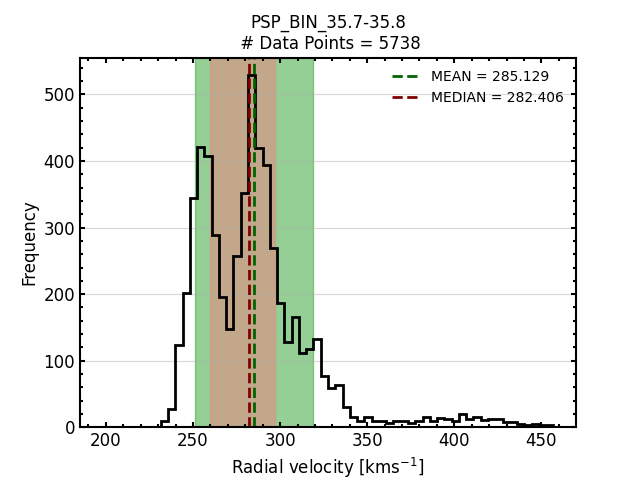 PSP_BIN_35.7-35.8
# Data Points = 5738
MEAN = 285.129
MEDIAN = 282.406
500
400
300
200
100
0
Frequency
200 250 300 350 400 450
Radial velocity [kms⁻¹]